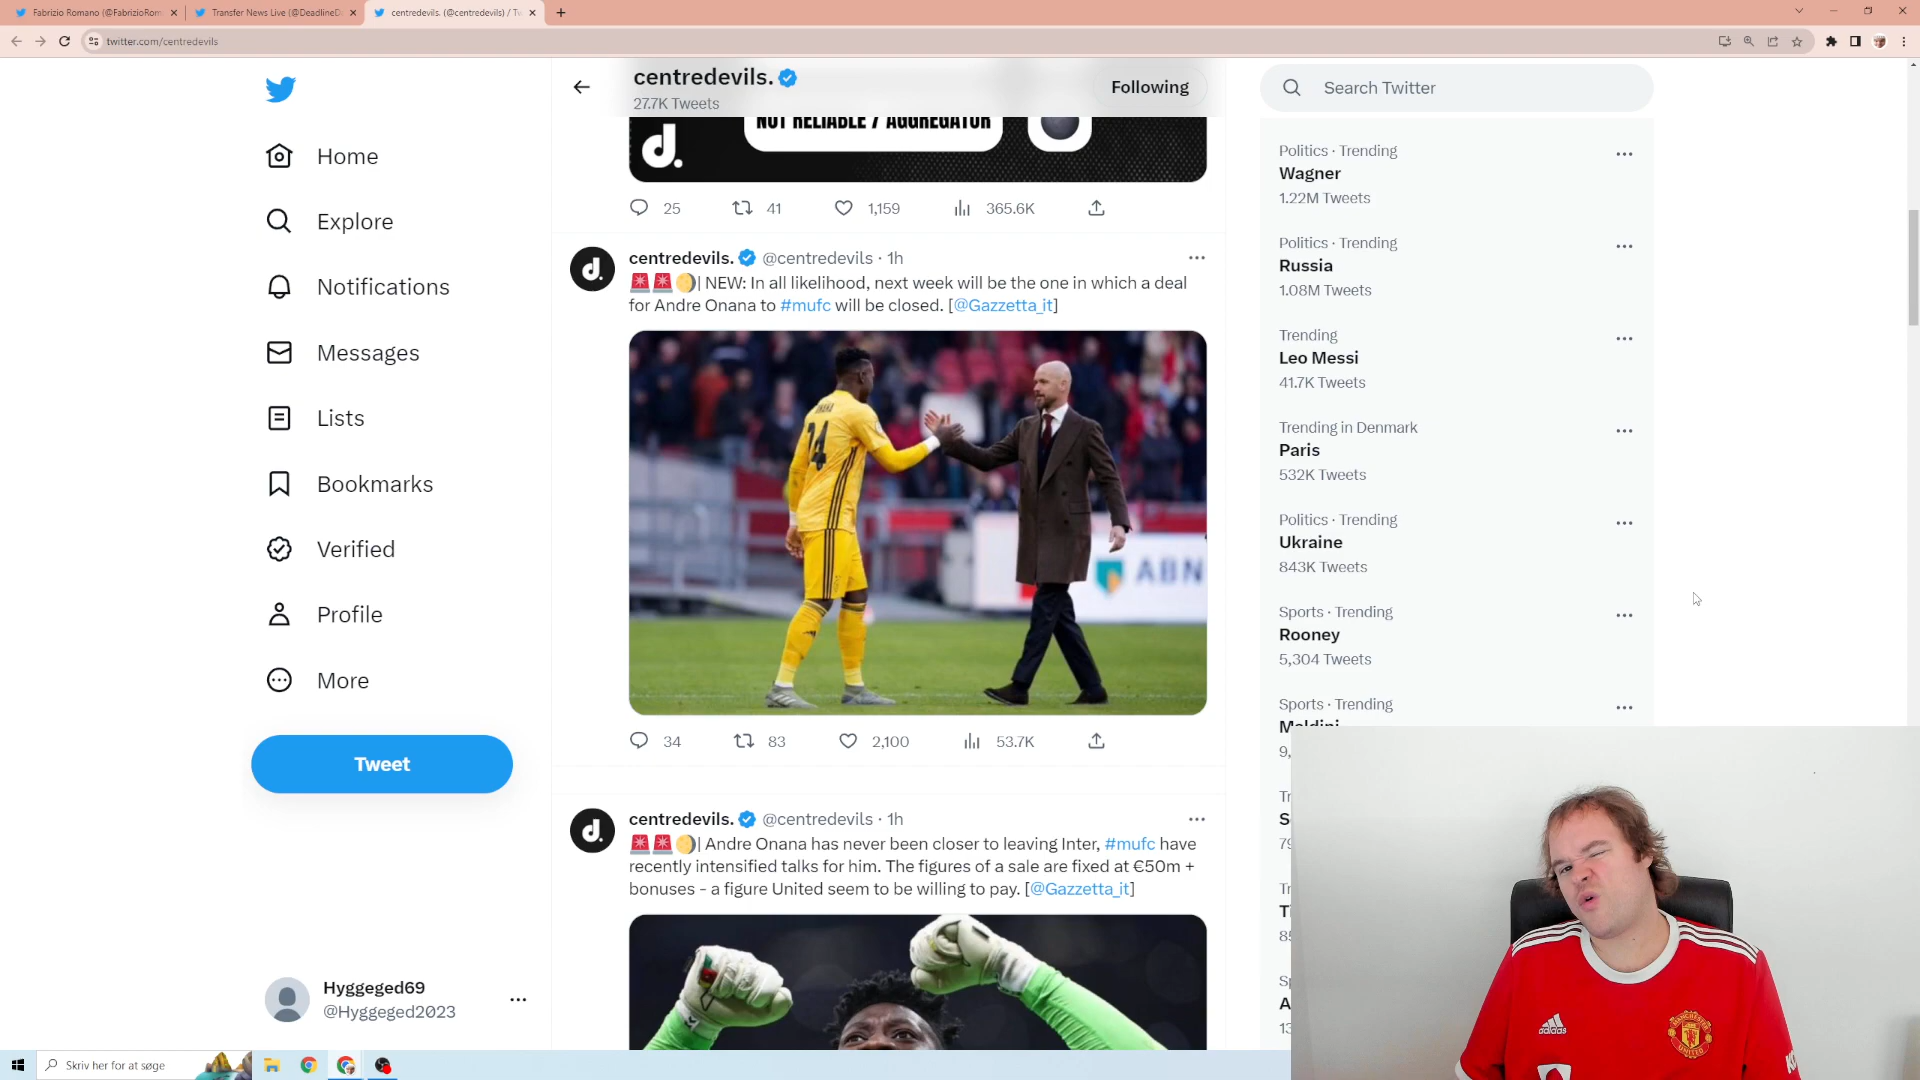 Fabrizio Romano (@FabrizioRom
Transfer News Live (@DeadlineD
centredevils. (@centredevils) / Tw
twitter.com/centredevils
Home
Explore
Notifications
Messages
Lists
Bookmarks
Verified
Profile
More
Tweet
Hyggeged69
@Hyggeged2023
centredevils.
27.7K Tweets
Following
NOT RELIABLE / AGGREGATOR
d.
25 41 1,159 365.6K
centredevils. @centredevils · 1h
🚨🚨🌖| NEW: In all likelihood, next week will be the one in which a deal
for Andre Onana to #mufc will be closed. [@Gazzetta_it]
ONANA
24
ABN
34 83 2,100 53.7K
centredevils. @centredevils · 1h
🚨🚨🌖| Andre Onana has never been closer to leaving Inter, #mufc have
recently intensified talks for him. The figures of a sale are fixed at €50m +
bonuses - a figure United seem to be willing to pay. [@Gazzetta_it]
Search Twitter
Politics · Trending
Wagner
1.22M Tweets
Politics · Trending
Russia
1.08M Tweets
Trending
Leo Messi
41.7K Tweets
Trending in Denmark
Paris
532K Tweets
Politics · Trending
Ukraine
843K Tweets
Sports · Trending
Rooney
5,304 Tweets
Sports · Trending
Maldini
adidas
MANCHESTER
UNITED
Skriv her for at søge